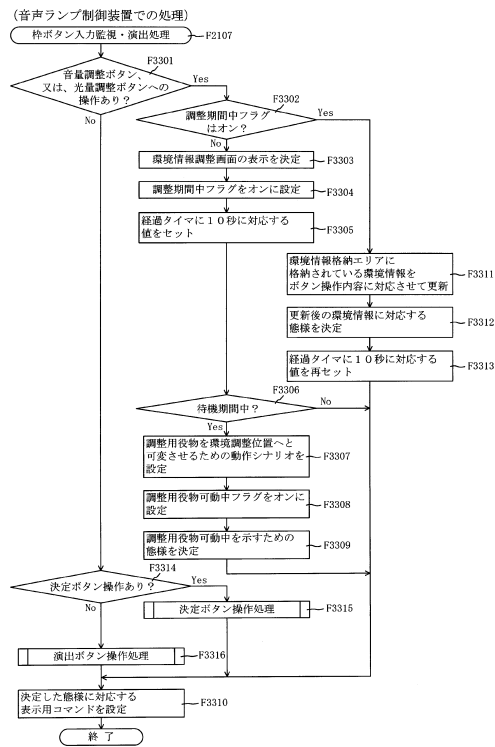 (音声ランプ制御装置での処理)
枠ボタン入力監視・演出処理
F2107
F3301
音量調整ボタン、
又は、光量調整ボタンへの
操作あり?
Yes
No
F3302
調整期間中フラグ
はオン?
Yes
No
環境情報調整画面の表示を決定
F3303
調整期間中フラグをオンに設定
F3304
経過タイマに10秒に対応する
値をセット
F3305
環境情報格納エリアに
格納されている環境情報を
ボタン操作内容に対応させて更新
F3311
更新後の環境情報に対応する
態様を決定
F3312
経過タイマに10秒に対応する
値を再セット
F3313
F3306
待機期間中?
No
Yes
調整用役物を環境調整位置へと
可変させるための動作シナリオを
設定
F3307
調整用役物可動中フラグをオンに
設定
F3308
調整用役物可動中を示すための
態様を決定
F3309
F3314
決定ボタン操作あり?
Yes
No
決定ボタン操作処理
F3315
演出ボタン操作処理
F3316
決定した態様に対応する
表示用コマンドを設定
F3310
終了